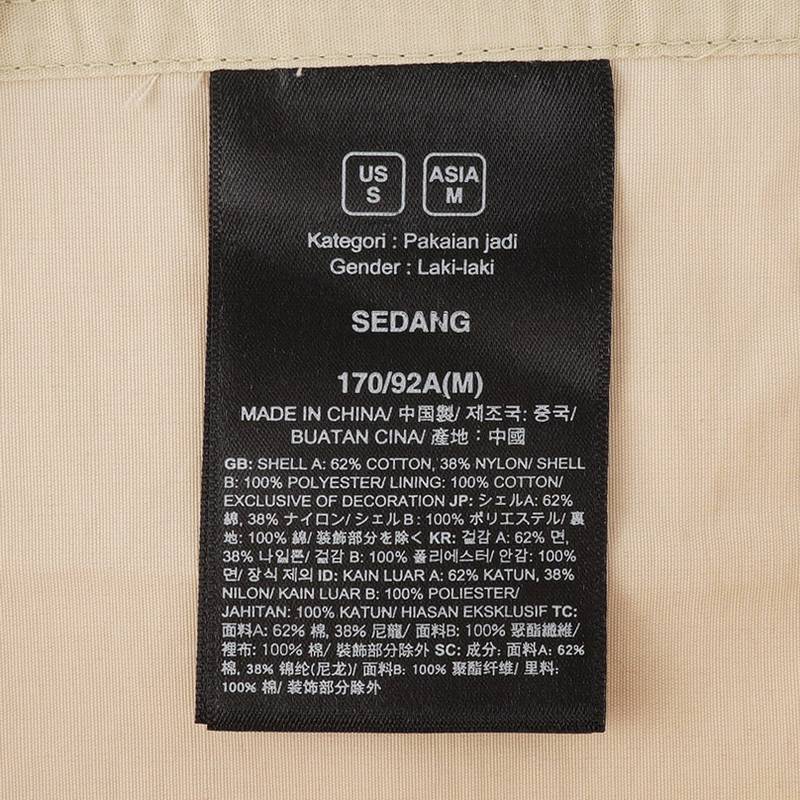 US ASIA
S M
Kategori : Pakaian jadi
Gender : Laki-laki
SEDANG
170/92A(M)
MADE IN CHINA/ 中国製/ 제조국: 중국/
BUATAN CINA/ 產地：中國
GB: SHELL A: 62% COTTON, 38% NYLON/ SHELL
B: 100% POLYESTER/ LINING: 100% COTTON/
EXCLUSIVE OF DECORATION JP: シェルA: 62%
綿, 38% ナイロン/ シェル B : 100% ポリエステル/ 裏
地: 100% 綿/ 装飾部分を除く KR: 겉감 A: 62% 면,
38% 나일론/ 겉감 B: 100% 폴리에스터/ 안감: 100%
면/ 장식 제외 ID: KAIN LUAR A: 62% KATUN, 38%
NILON/ KAIN LUAR B: 100% POLIESTER/
JAHITAN: 100% KATUN/ HIASAN EKSKLUSIF TC:
面料A: 62% 棉, 38% 尼龍/ 面料B: 100% 聚酯纖維/
裡布: 100% 棉/ 裝飾部分除外 SC: 成分: 面料A: 62%
棉, 38% 锦纶(尼龙)/ 面料B: 100% 聚酯纤维/ 里料:
100% 棉/ 装饰部分除外